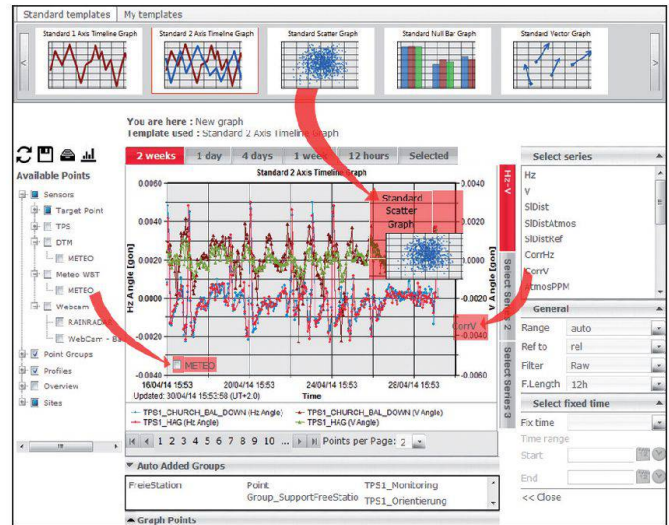 Standard templates
My templates
Standard 1 Axis Timeline Graph
Standard 2 Axis Timeline Graph
Standard Scatter Graph
Standard Null Bar Graph
Standard Vector Graph
You are here : New graph
Template used : Standard 2 Axis Timeline Graph
Available Points
Sensors
Target Point
TPS
DTM
METEO
Meteo WBT
METEO
Webcam
RAINRADAR
WebCam - Ba
Point Groups
Profiles
Overview
Sites
2 weeks
1 day
4 days
1 week
12 hours
Selected
Standard 2 Axis Timeline Graph
Hz Angle [gon]
0.0060
0.0040
0.0020
0.0000
-0.0020
-0.0040
Standard
Scatter
Graph
0.0040
0.0020
0.0000
-0.0020
-0.0040
-0.0060
V Angle [gon]
CorrV
METEO
16/04/14 15:53
20/04/14 15:53
24/04/14 15:53
28/04/14 15:53
Updated: 30/04/14 15:53:58 (UT+2.0)
Time
TPS1_CHURCH_BAL_DOWN (Hz Angle)
TPS1_CHURCH_BAL_DOWN (V Angle)
TPS1_HAG (Hz Angle)
TPS1_HAG (V Angle)
1 2 3 4 5 6 7 8 9 10 ...
Points per Page: 2
Auto Added Groups
FreieStation
Point
TPS1_Monitoring
Group_SupportFreeStatio
TPS1_Orientierung
Graph Points
Hz-V
Select Series 2
Select Series 3
Select series
Hz
V
SlDist
SlDistAtmos
SlDistRef
CorrHz
CorrV
AtmosPPM
General
Range auto
Ref to rel
Filter Raw
F.Length 12h
Select fixed time
Fix time
Time range
Start
End
<< Close